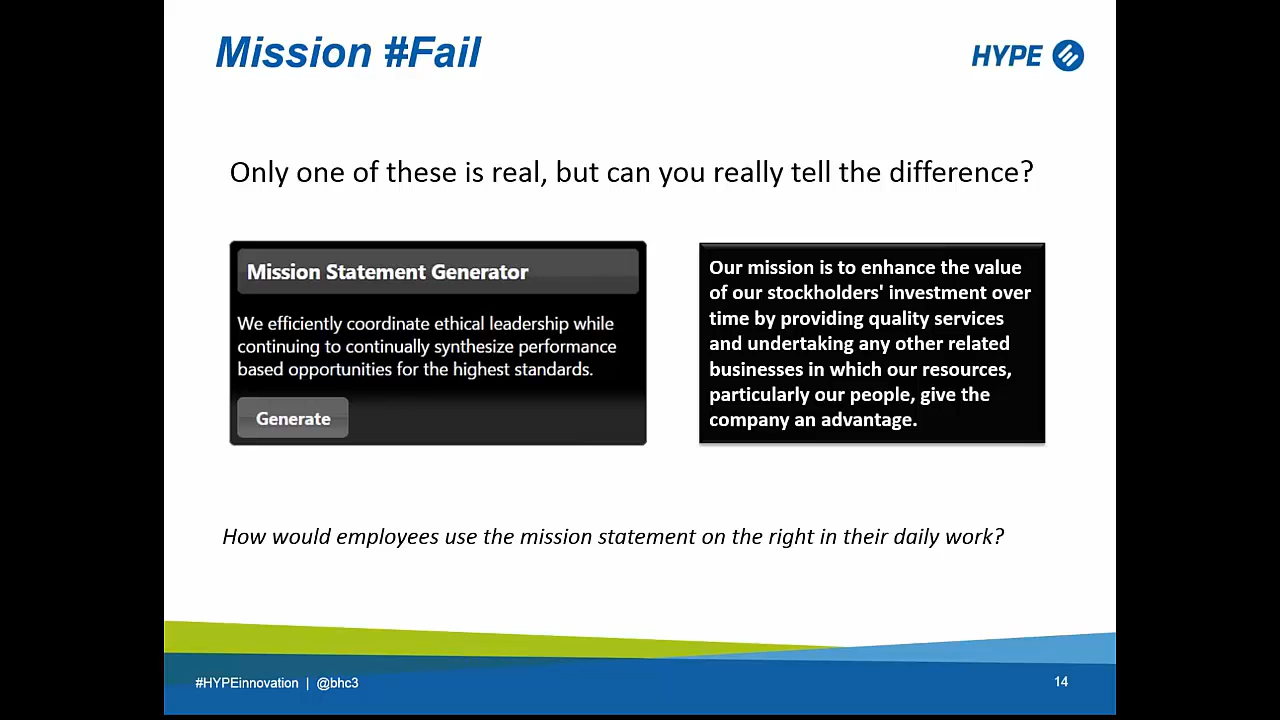 Mission #Fail
HYPE
Only one of these is real, but can you really tell the difference?
Mission Statement Generator
We efficiently coordinate ethical leadership while
continuing to continually synthesize performance
based opportunities for the highest standards.
Generate
Our mission is to enhance the value
of our stockholders' investment over
time by providing quality services
and undertaking any other related
businesses in which our resources,
particularly our people, give the
company an advantage.
How would employees use the mission statement on the right in their daily work?
#HYPEinnovation | @bhc3
14